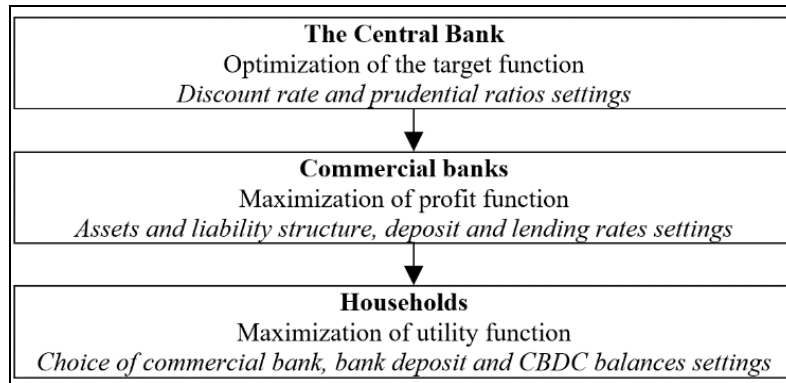 The Central Bank
Optimization of the target function
Discount rate and prudential ratios settings
Commercial banks
Maximization of profit function
Assets and liability structure, deposit and lending rates settings
Households
Maximization of utility function
Choice of commercial bank, bank deposit and CBDC balances settings